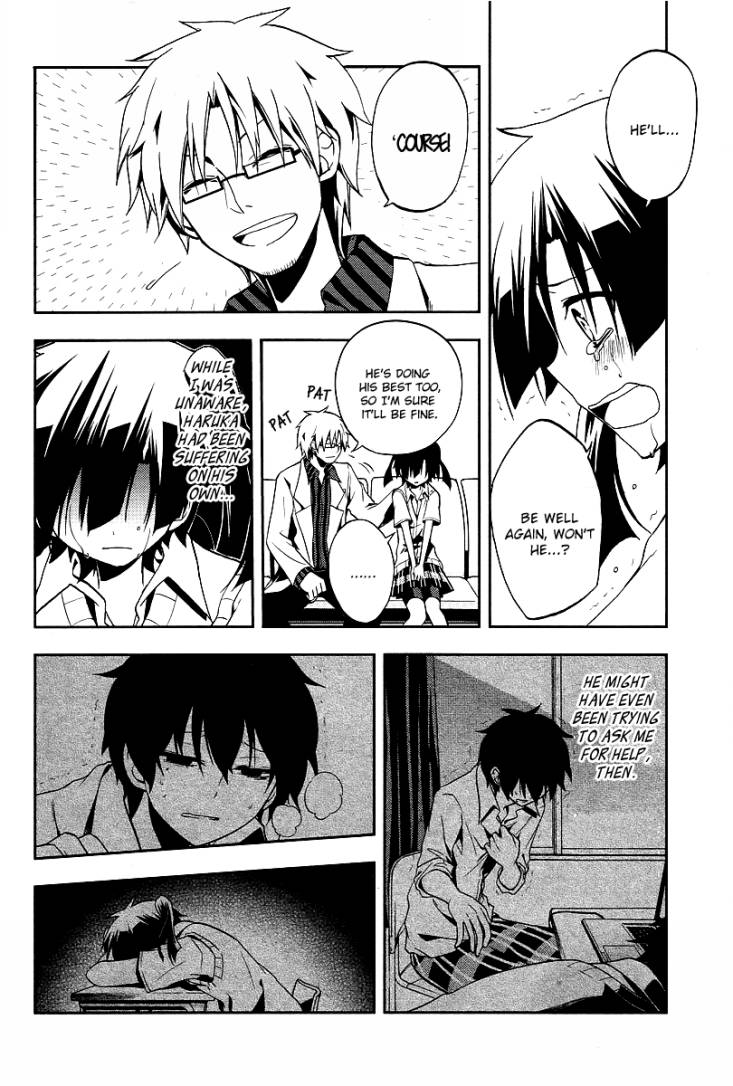 HE'LL...
BE WELL
AGAIN, WON'T
HE...?
'COURSE!
HE'S DOING
HIS BEST TOO,
SO I'M SURE
IT'LL BE FINE.
PAT
PAT
......
WHILE
I WAS
UNAWARE,
HARUKA
HAD BEEN
SUFFERING
ON HIS
OWN...
HE MIGHT
HAVE EVEN
BEEN TRYING
TO ASK ME
FOR HELP,
THEN.